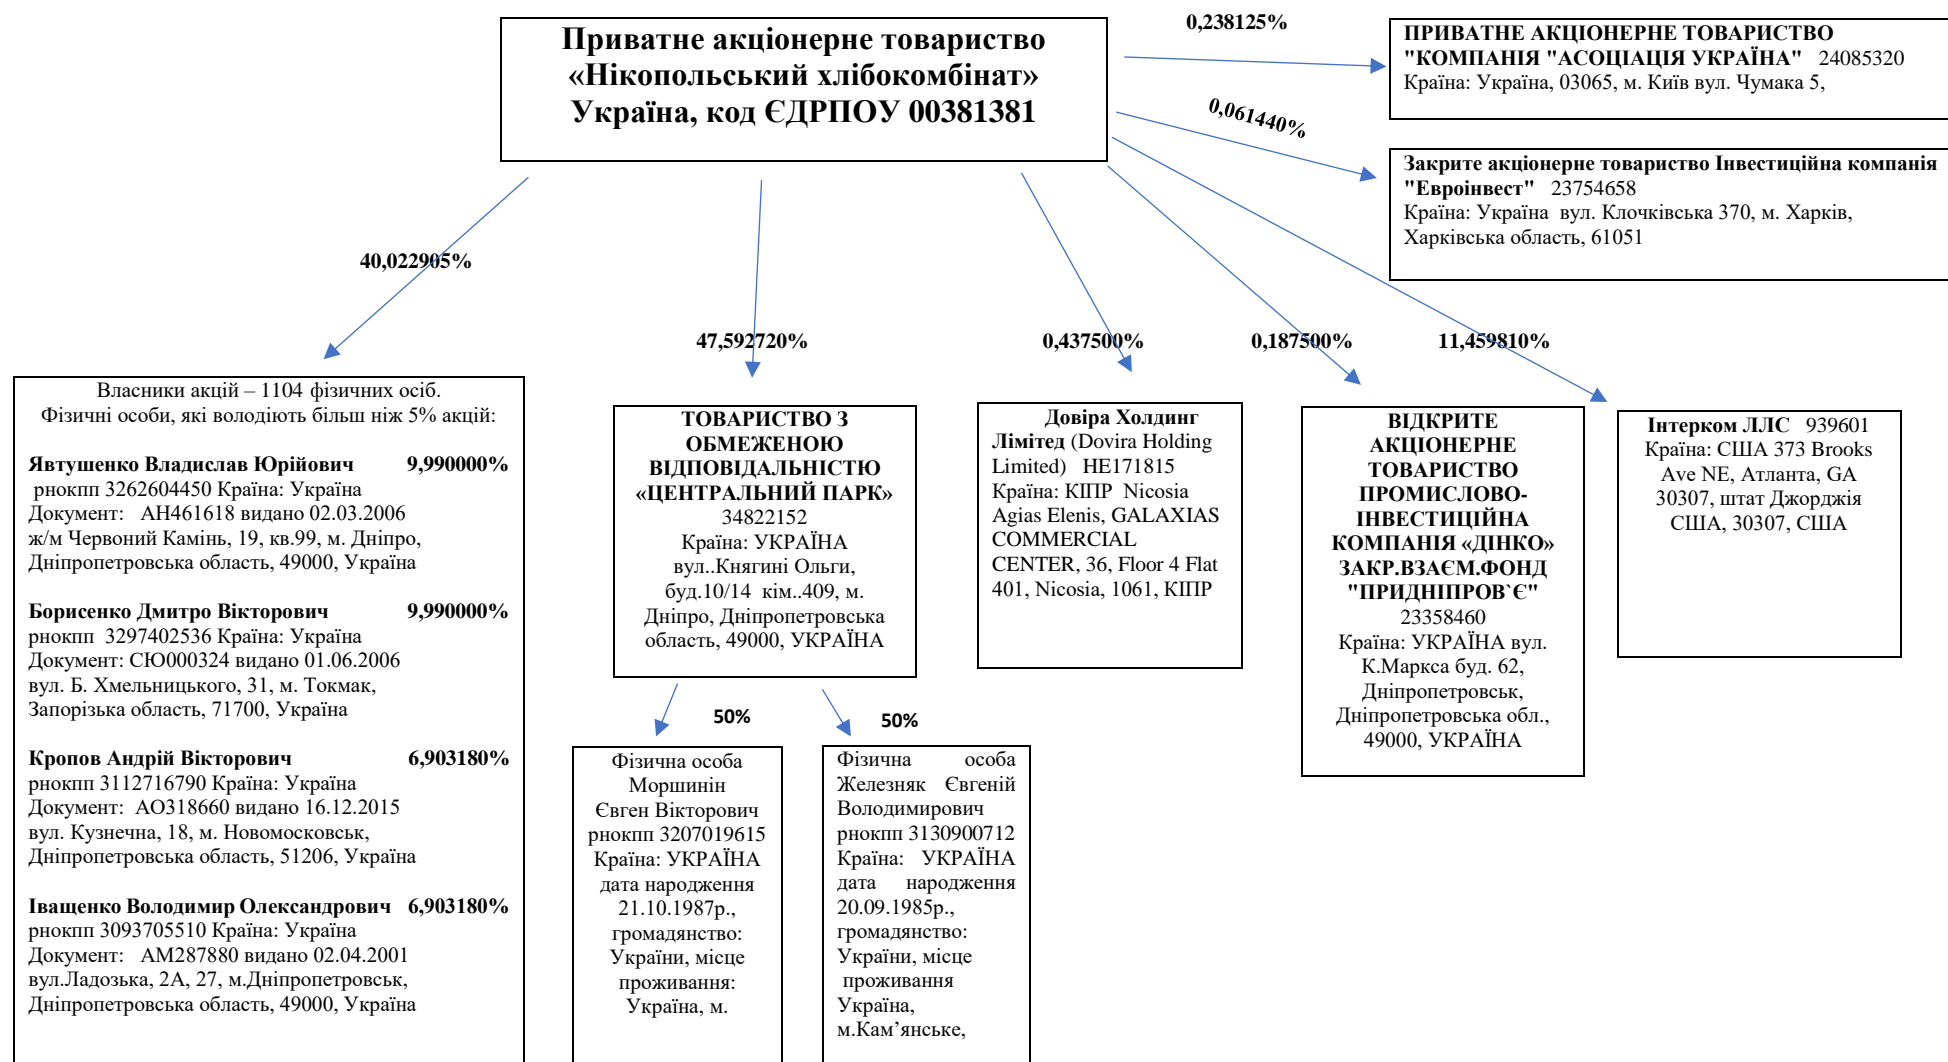 Приватне акціонерне товариство
«Нікопольський хлібокомбінат»
Україна, код ЄДРПОУ 00381381
0,238125%
ПРИВАТНЕ АКЦІОНЕРНЕ ТОВАРИСТВО
"КОМПАНІЯ "АСОЦІАЦІЯ УКРАЇНА" 24085320
Країна: Україна, 03065, м. Київ вул. Чумака 5,
0,061440%
Закрите акціонерне товариство Інвестиційна компанія
"Евроінвест" 23754658
Країна: Україна вул. Клочківська 370, м. Харків,
Харківська область, 61051
40,022905%
47,592720%
0,437500%
0,187500%
11,459810%
Власники акцій – 1104 фізичних осіб.
Фізичні особи, які володіють більш ніж 5% акцій:
Явтушенко Владислав Юрійович 9,990000%
рнокпп 3262604450 Країна: Україна
Документ: АН461618 видано 02.03.2006
ж/м Червоний Камінь, 19, кв.99, м. Дніпро,
Дніпропетровська область, 49000, Україна
Борисенко Дмитро Вікторович 9,990000%
рнокпп 3297402536 Країна: Україна
Документ: СЮ000324 видано 01.06.2006
вул. Б. Хмельницького, 31, м. Токмак,
Запорізька область, 71700, Україна
Кропов Андрій Вікторович 6,903180%
рнокпп 3112716790 Країна: Україна
Документ: АО318660 видано 16.12.2015
вул. Кузнечна, 18, м. Новомосковськ,
Дніпропетровська область, 51206, Україна
Іващенко Володимир Олександрович 6,903180%
рнокпп 3093705510 Країна: Україна
Документ: АМ287880 видано 02.04.2001
вул.Ладозька, 2А, 27, м.Дніпропетровськ,
Дніпропетровська область, 49000, Україна
ТОВАРИСТВО З
ОБМЕЖЕНОЮ
ВІДПОВІДАЛЬНІСТЮ
«ЦЕНТРАЛЬНИЙ ПАРК»
34822152
Країна: УКРАЇНА
вул..Княгині Ольги,
буд.10/14 кім..409, м.
Дніпро, Дніпропетровська
область, 49000, УКРАЇНА
Довіра Холдинг
Лімітед (Dovira Holding
Limited) HE171815
Країна: КІПР Nicosia
Agias Elenis, GALAXIAS
COMMERCIAL
CENTER, 36, Floor 4 Flat
401, Nicosia, 1061, КІПР
ВІДКРИТЕ
АКЦІОНЕРНЕ
ТОВАРИСТВО
ПРОМИСЛОВО-
ІНВЕСТИЦІЙНА
КОМПАНІЯ «ДІНКО»
ЗАКР.ВЗАЄМ.ФОНД
"ПРИДНІПРОВ`Є"
23358460
Країна: УКРАЇНА вул.
К.Маркса буд. 62,
Дніпропетровськ,
Дніпропетровська обл.,
49000, УКРАЇНА
Інтерком ЛЛС 939601
Країна: США 373 Brooks
Ave NE, Атланта, GA
30307, штат Джорджія
США, 30307, США
50%
50%
Фізична особа
Моршинін
Євген Вікторович
рнокпп 3207019615
Країна: УКРАЇНА
дата народження
21.10.1987р.,
громадянство:
України, місце
проживання:
Україна, м.
Фізична особа
Железняк Євгеній
Володимирович
рнокпп 3130900712
Країна: УКРАЇНА
дата народження
20.09.1985р.,
громадянство:
України, місце
проживання
Україна,
м.Кам’янське,